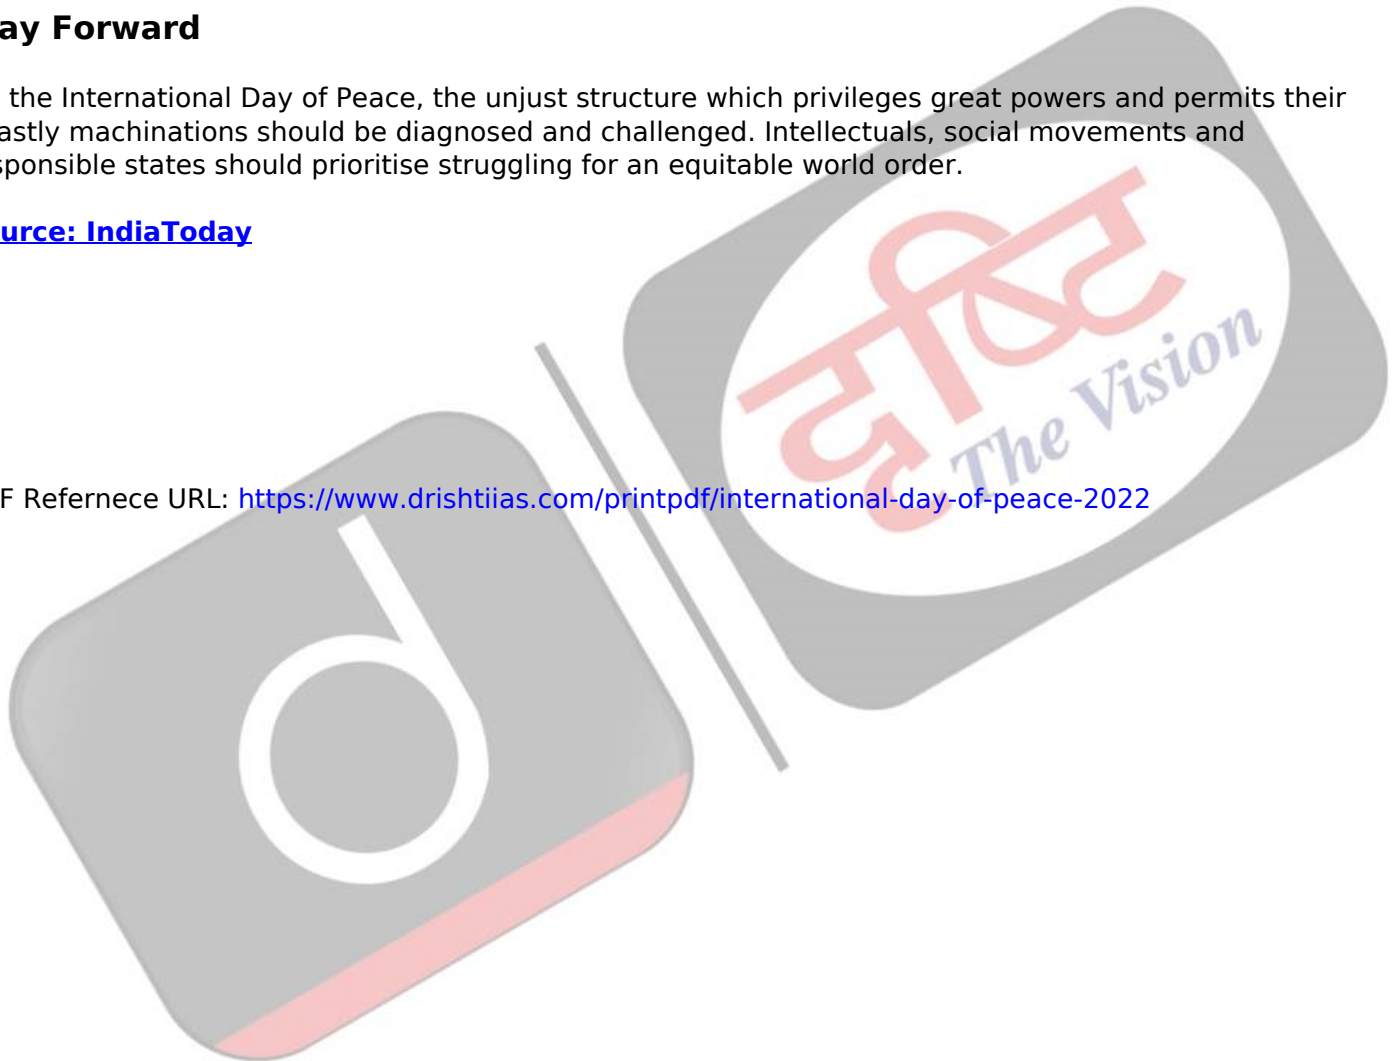 ay Forward
the International Day of Peace, the unjust structure which privileges great powers and permits their
astly machinations should be diagnosed and challenged. Intellectuals, social movements and
sponsible states should prioritise struggling for an equitable world order.
urce: IndiaToday
दृष्टि
The Vision
F Refernece URL: https://www.drishtiias.com/printpdf/international-day-of-peace-2022
d